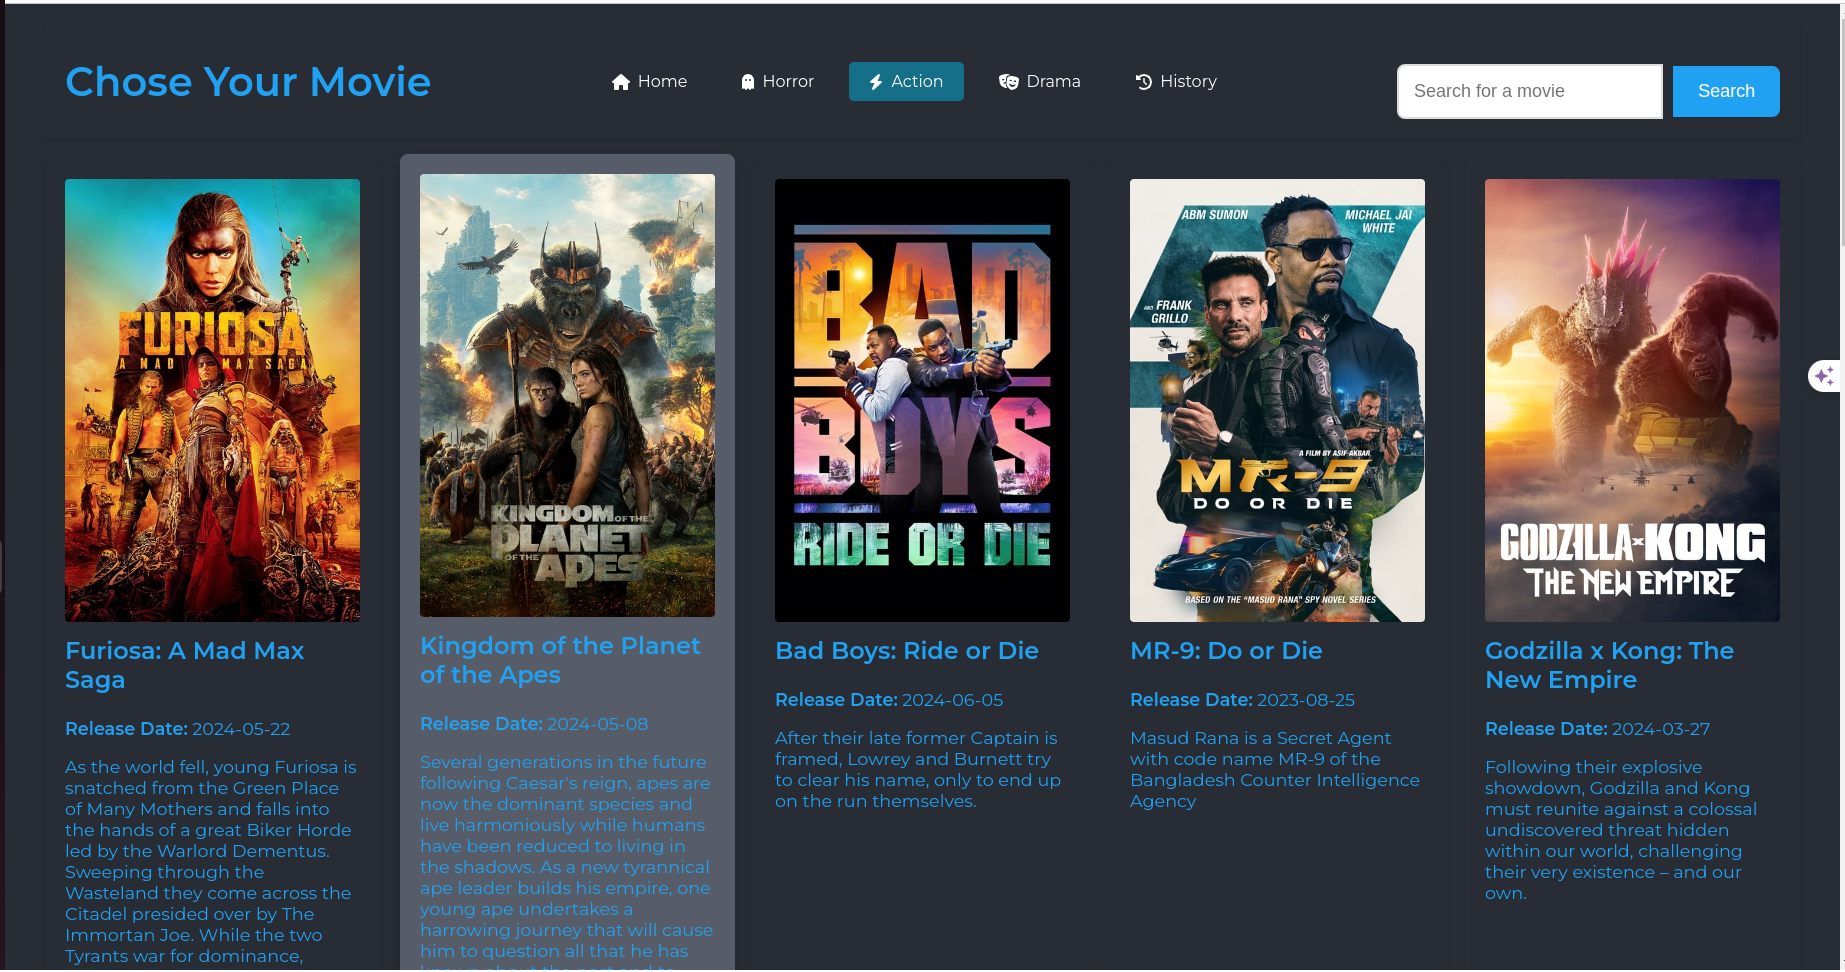 Chose Your Movie
Home
Horror
Action
Drama
History
Search for a movie
Search
FURIOSA
A MAD MAX SAGA
Furiosa: A Mad Max
Saga
Release Date: 2024-05-22
As the world fell, young Furiosa is
snatched from the Green Place
of Many Mothers and falls into
the hands of a great Biker Horde
led by the Warlord Dementus.
Sweeping through the
Wasteland they come across the
Citadel presided over by The
Immortan Joe. While the two
Tyrants war for dominance,
KINGDOM OF THE
PLANET
OF THE APES
Kingdom of the Planet
of the Apes
Release Date: 2024-05-08
Several generations in the future
following Caesar's reign, apes are
now the dominant species and
live harmoniously while humans
have been reduced to living in
the shadows. As a new tyrannical
ape leader builds his empire, one
young ape undertakes a
harrowing journey that will cause
him to question all that he has
known about the past and to
BAD
BOYS
RIDE OR DIE
Bad Boys: Ride or Die
Release Date: 2024-06-05
After their late former Captain is
framed, Lowrey and Burnett try
to clear his name, only to end up
on the run themselves.
ABM SUMON
MICHAEL JAI
WHITE
AND FRANK
GRILLO
A FILM BY ASIF AKBAR
MR-9
DO OR DIE
BASED ON THE "MASUD RANA" SPY NOVEL SERIES
MR-9: Do or Die
Release Date: 2023-08-25
Masud Rana is a Secret Agent
with code name MR-9 of the
Bangladesh Counter Intelligence
Agency
GODZILLA x KONG
THE NEW EMPIRE
Godzilla x Kong: The
New Empire
Release Date: 2024-03-27
Following their explosive
showdown, Godzilla and Kong
must reunite against a colossal
undiscovered threat hidden
within our world, challenging
their very existence – and our
own.